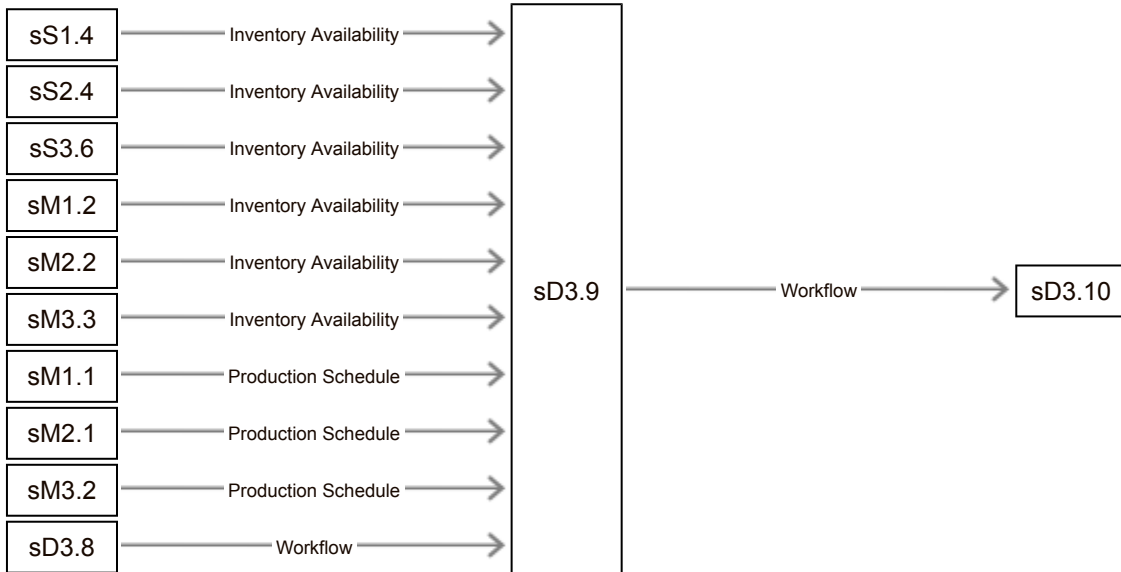 sS1.4 Inventory Availability
sS2.4 Inventory Availability
sS3.6 Inventory Availability
sM1.2 Inventory Availability
sM2.2 Inventory Availability
sD3.9 Workflow sD3.10
sM3.3 Inventory Availability
sM1.1 Production Schedule
sM2.1 Production Schedule
sM3.2 Production Schedule
sD3.8 Workflow